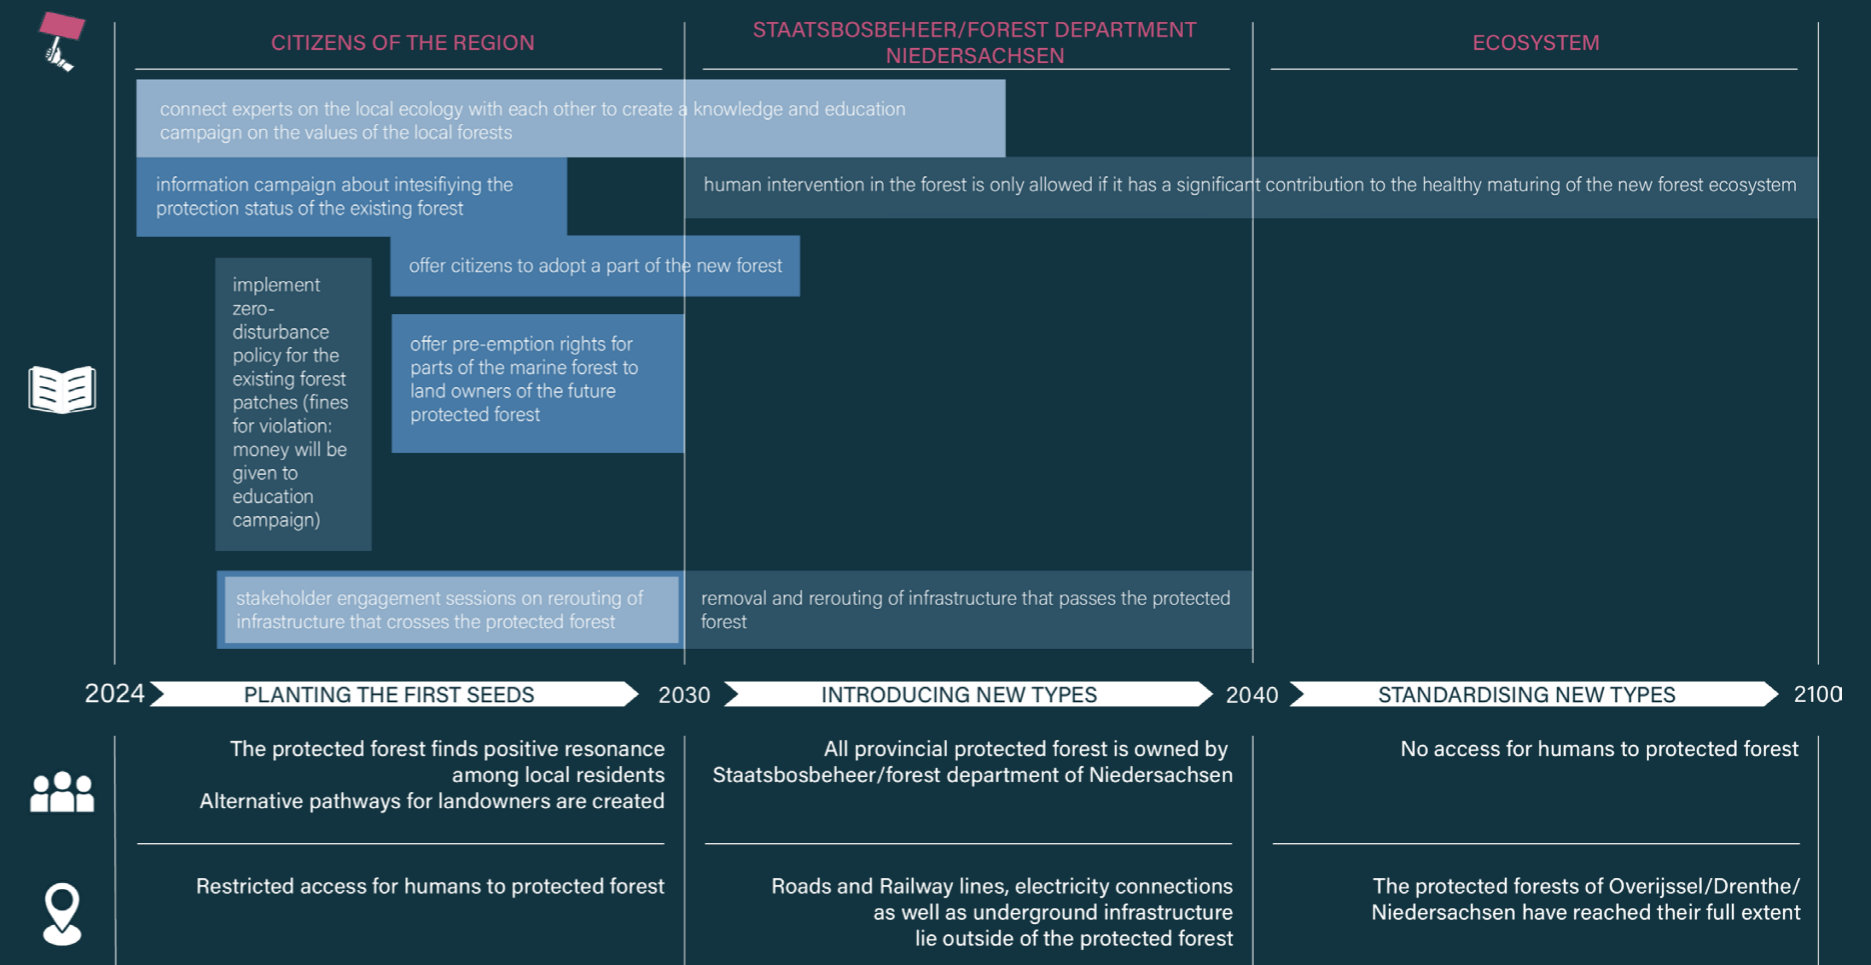 CITIZENS OF THE REGION
STAATSBOSBEHEER/FOREST DEPARTMENT
NIEDERSACHSEN
ECOSYSTEM
connect experts on the local ecology with each other to create a knowledge and education
campaign on the values of the local forests
information campaign about intesifiying the
protection status of the existing forest
human intervention in the forest is only allowed if it has a significant contribution to the healthy maturing of the new forest ecosystem
offer citizens to adopt a part of the new forest
implement
zero-
disturbance
policy for the
existing forest
patches (fines
for violation:
money will be
given to
education
campaign)
offer pre-emption rights for
parts of the marine forest to
land owners of the future
protected forest
stakeholder engagement sessions on rerouting of
infrastructure that crosses the protected forest
removal and rerouting of infrastructure that passes the protected
forest
2024
PLANTING THE FIRST SEEDS
2030
INTRODUCING NEW TYPES
2040
STANDARDISING NEW TYPES
2100
The protected forest finds positive resonance
among local residents
Alternative pathways for landowners are created
All provincial protected forest is owned by
Staatsbosbeheer/forest department of Niedersachsen
No access for humans to protected forest
Restricted access for humans to protected forest
Roads and Railway lines, electricity connections
as well as underground infrastructure
lie outside of the protected forest
The protected forests of Overijssel/Drenthe/
Niedersachsen have reached their full extent